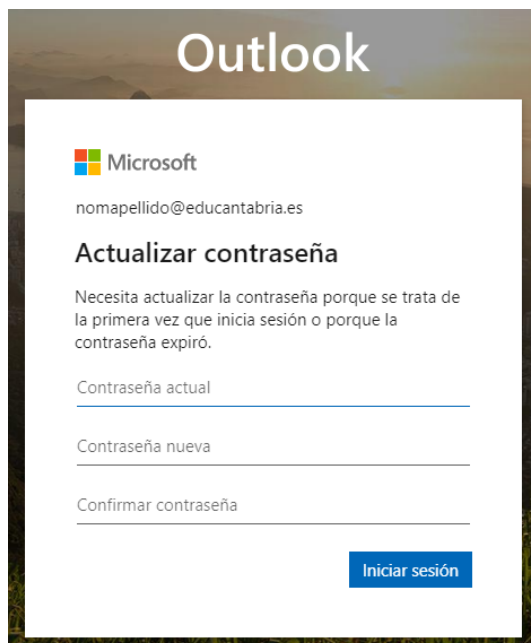 Outlook
Microsoft
nomapellido@educantabria.es
Actualizar contraseña
Necesita actualizar la contraseña porque se trata de
la primera vez que inicia sesión o porque la
contraseña expiró.
Contraseña actual
Contraseña nueva
Confirmar contraseña
Iniciar sesión